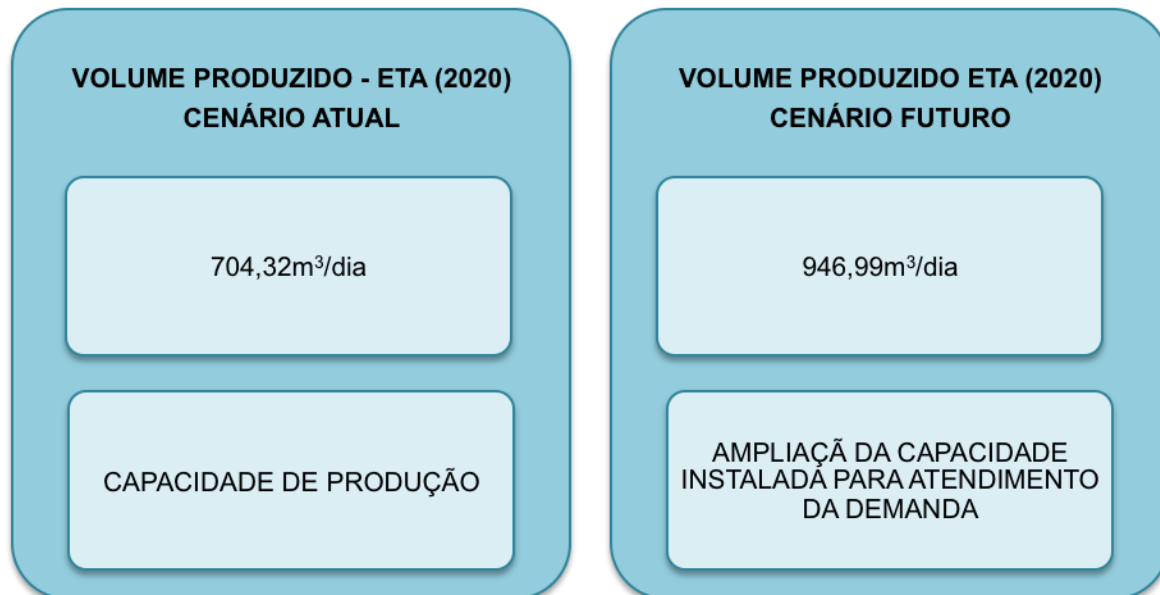 VOLUME PRODUZIDO - ETA (2020)
CENÁRIO ATUAL
704,32m³/dia
CAPACIDADE DE PRODUÇÃO
VOLUME PRODUZIDO ETA (2020)
CENÁRIO FUTURO
946,99m³/dia
AMPLIAÇÃ DA CAPACIDADE
INSTALADA PARA ATENDIMENTO
DA DEMANDA